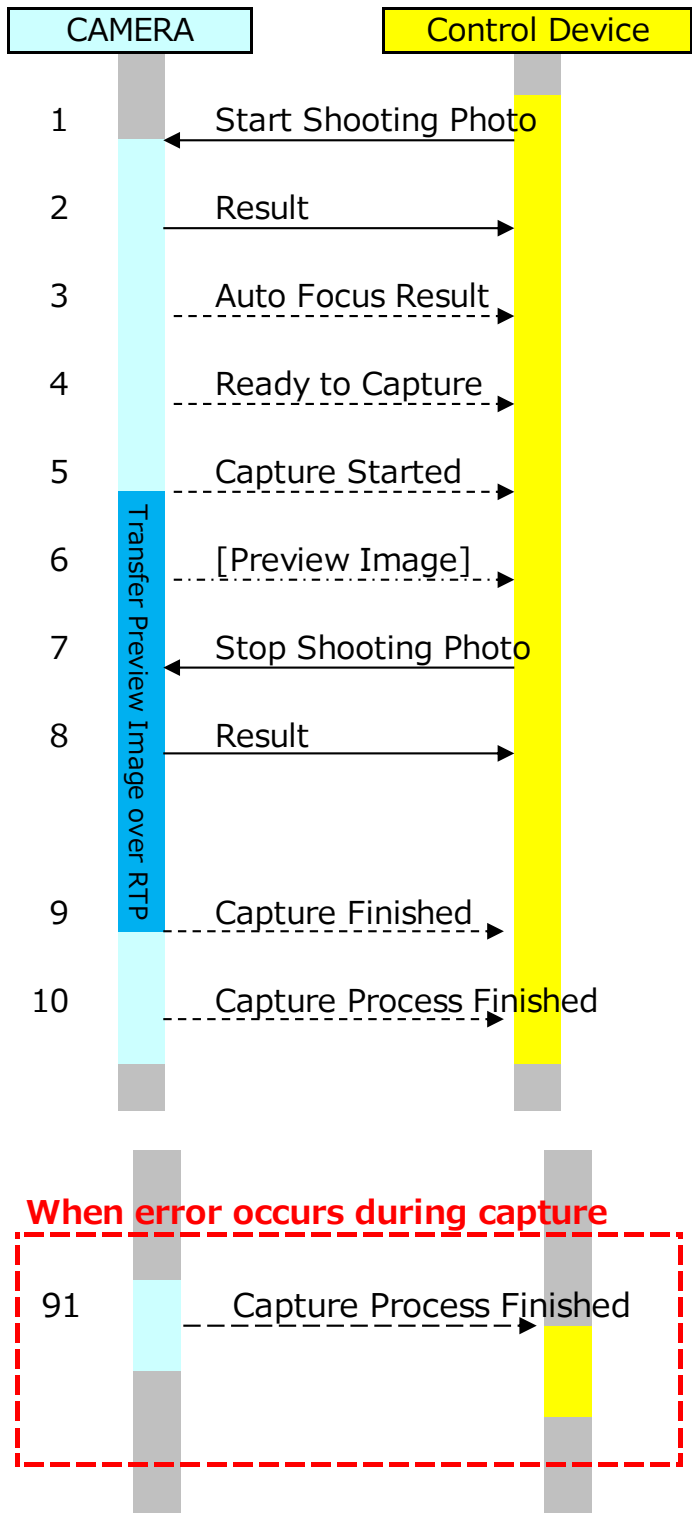 CAMERA
Control Device
1
Start Shooting Photo
2
Result
3
Auto Focus Result
4
Ready to Capture
5
Capture Started
Transfer Preview Image over RTP
6
[Preview Image]
7
Stop Shooting Photo
8
Result
9
Capture Finished
10
Capture Process Finished
When error occurs during capture
91
Capture Process Finished